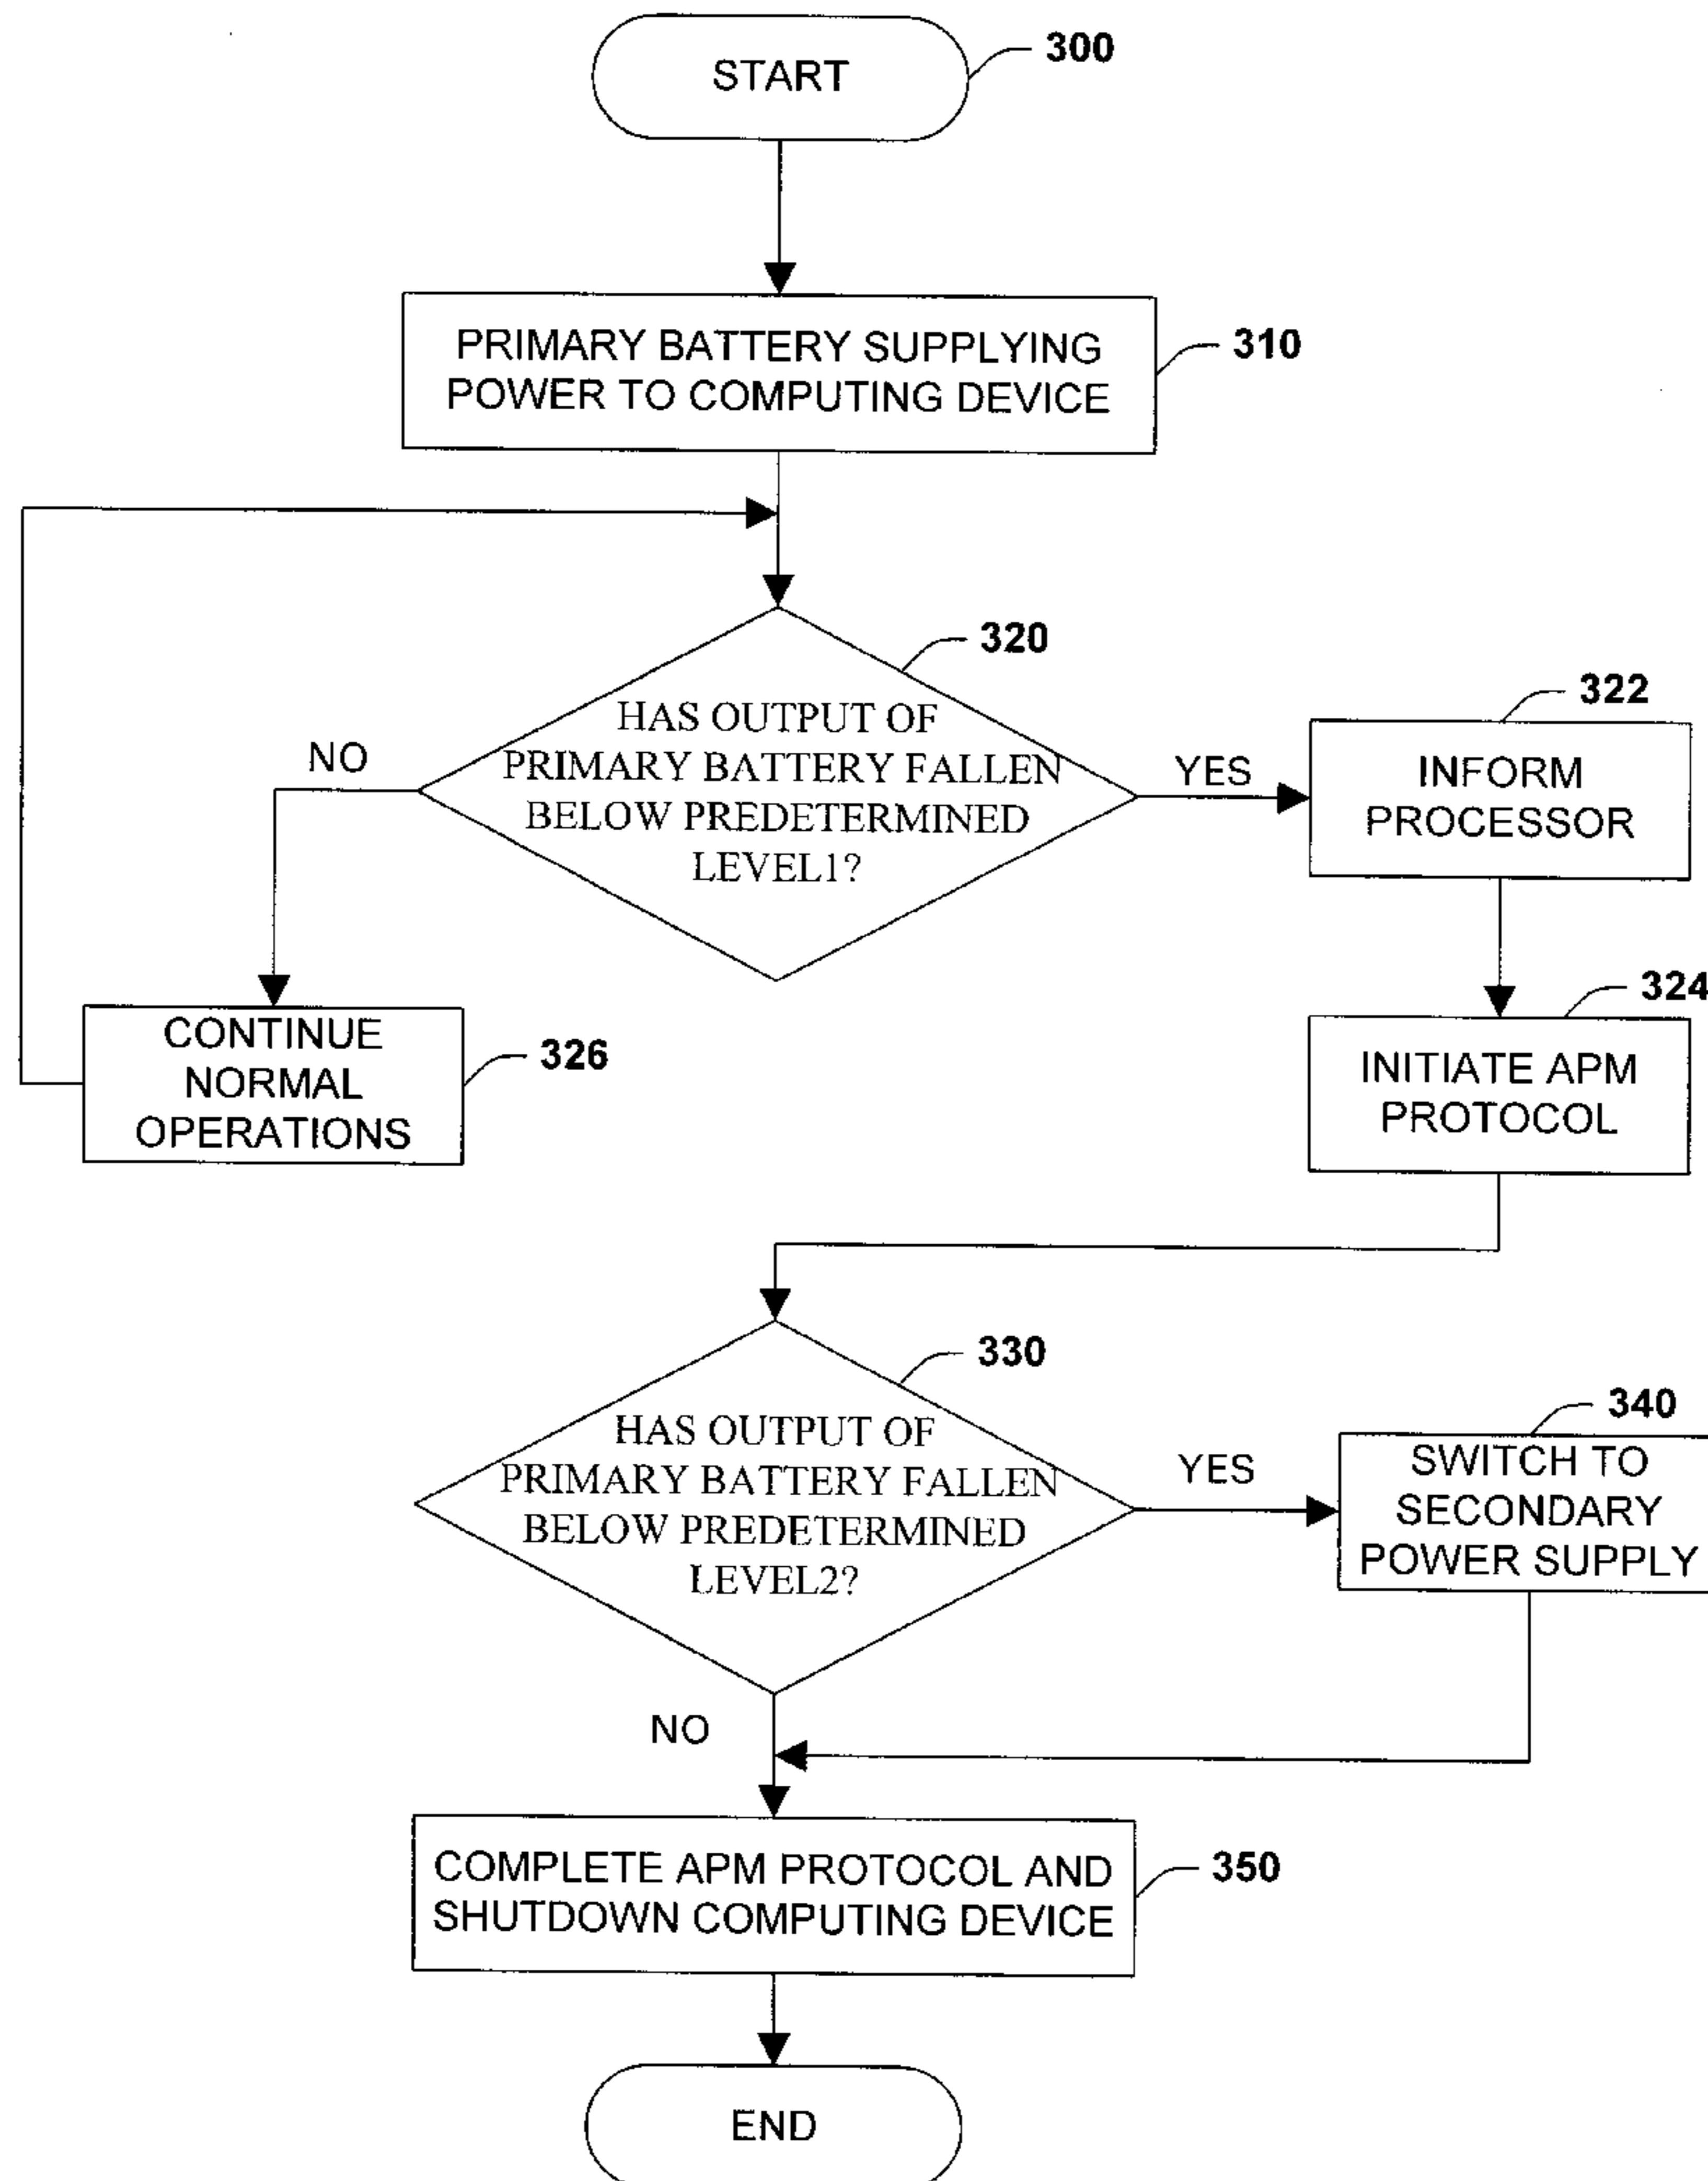 START
300
PRIMARY BATTERY SUPPLYING
POWER TO COMPUTING DEVICE
310
320
HAS OUTPUT OF
PRIMARY BATTERY FALLEN
BELOW PREDETERMINED
LEVEL1?
NO
YES
322
INFORM
PROCESSOR
324
INITIATE APM
PROTOCOL
CONTINUE
NORMAL
OPERATIONS
326
330
HAS OUTPUT OF
PRIMARY BATTERY FALLEN
BELOW PREDETERMINED
LEVEL2?
YES
340
SWITCH TO
SECONDARY
POWER SUPPLY
NO
COMPLETE APM PROTOCOL AND
SHUTDOWN COMPUTING DEVICE
350
END